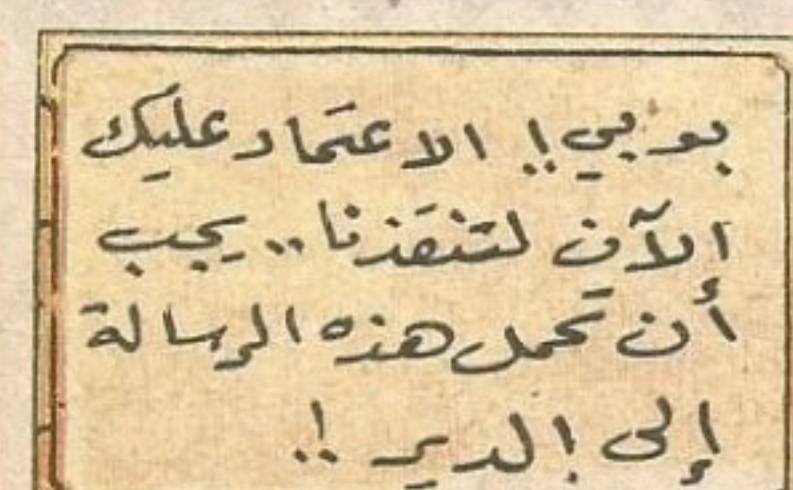 بوبي!! الاعتماد عليك
الآن لتنقذنا.. يجب
أن تحمل هذه الرسالة
إلى الدير!!